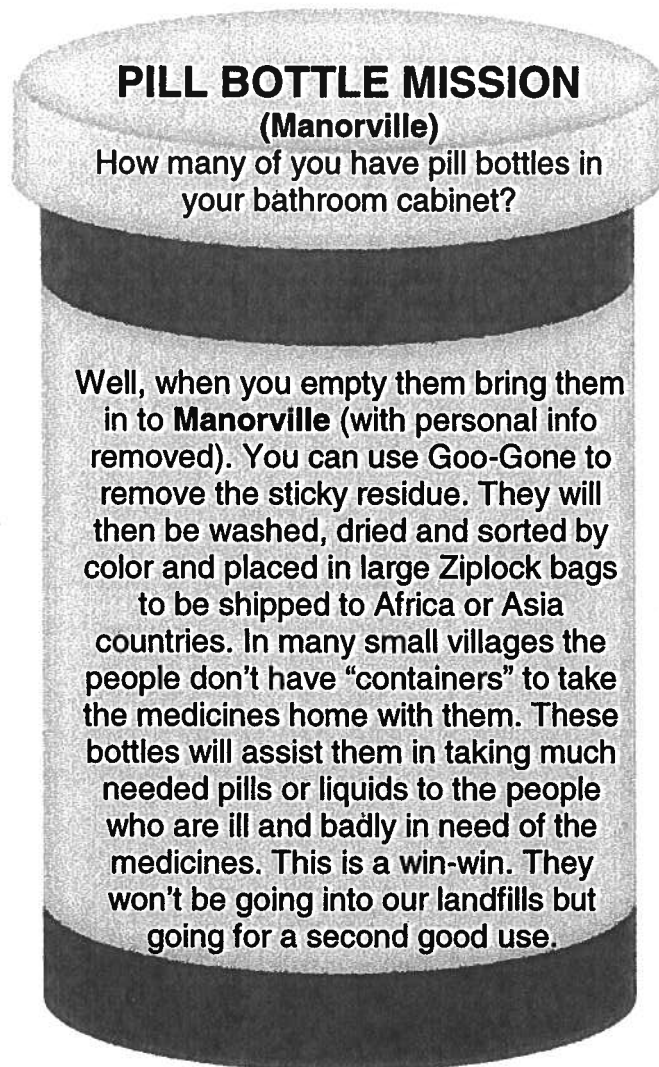 PILL BOTTLE MISSION
(Manorville)
How many of you have pill bottles in
your bathroom cabinet?
Well, when you empty them bring them
in to Manorville (with personal info
removed). You can use Goo-Gone to
remove the sticky residue. They will
then be washed, dried and sorted by
color and placed in large Ziplock bags
to be shipped to Africa or Asia
countries. In many small villages the
people don't have “containers” to take
the medicines home with them. These
bottles will assist them in taking much
needed pills or liquids to the people
who are ill and badly in need of the
medicines. This is a win-win. They
won't be going into our landfills but
going for a second good use.